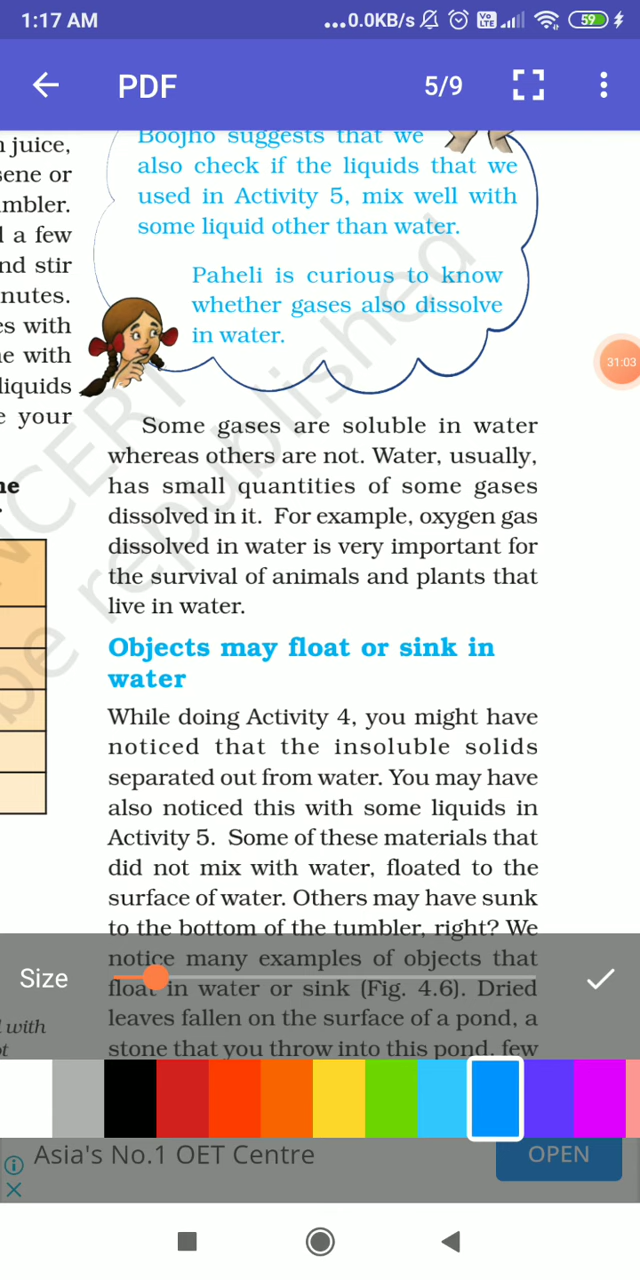 1:17 AM
...0.0KB/s
Vo
LTE
59
PDF
5/9
n juice,
sene or
mbler.
l a few
nd stir
nutes.
es with
ne with
liquids
e your
ne
Boojho suggests that we
also check if the liquids that we
used in Activity 5, mix well with
some liquid other than water.
Paheli is curious to know
whether gases also dissolve
in water.
31:03
Some gases are soluble in water
whereas others are not. Water, usually,
has small quantities of some gases
dissolved in it. For example, oxygen gas
dissolved in water is very important for
the survival of animals and plants that
live in water.
Objects may float or sink in
water
While doing Activity 4, you might have
noticed that the insoluble solids
separated out from water. You may have
also noticed this with some liquids in
Activity 5. Some of these materials that
did not mix with water, floated to the
surface of water. Others may have sunk
to the bottom of the tumbler, right? We
notice many examples of objects that
float in water or sink (Fig. 4.6). Dried
leaves fallen on the surface of a pond, a
stone that you throw into this pond, few
NCERT
be republished
Size
d with
ot
Asia's No.1 OET Centre
OPEN